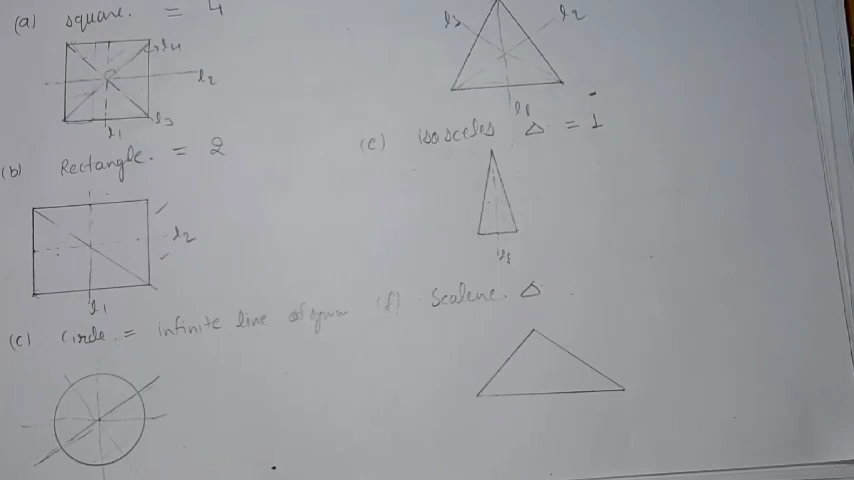 (a) square. = 4
l4
l2
l3
l1
(b) Rectangle. = 2
l2
l1
(c) Circle. = infinite line of
l3
l2
l1
(e) isosceles Δ = 1
l1
(f) Scalene. Δ